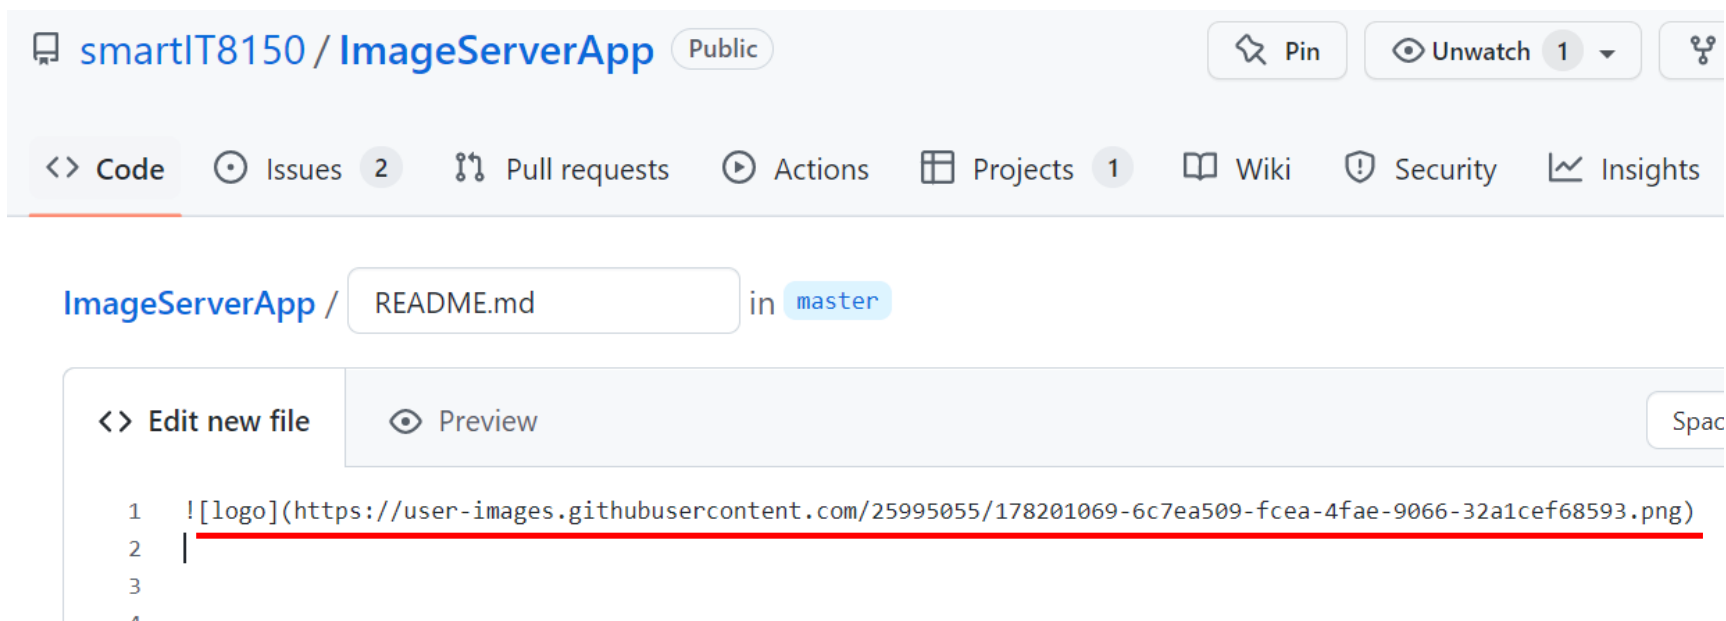 smartIT8150 / ImageServerApp Public Pin Unwatch 1
Code Issues 2 Pull requests Actions Projects 1 Wiki Security Insights
ImageServerApp / README.md in master
Edit new file Preview
1 ![logo](https://user-images.githubusercontent.com/25995055/178201069-6c7ea509-fcea-4fae-9066-32a1cef68593.png)
2
3